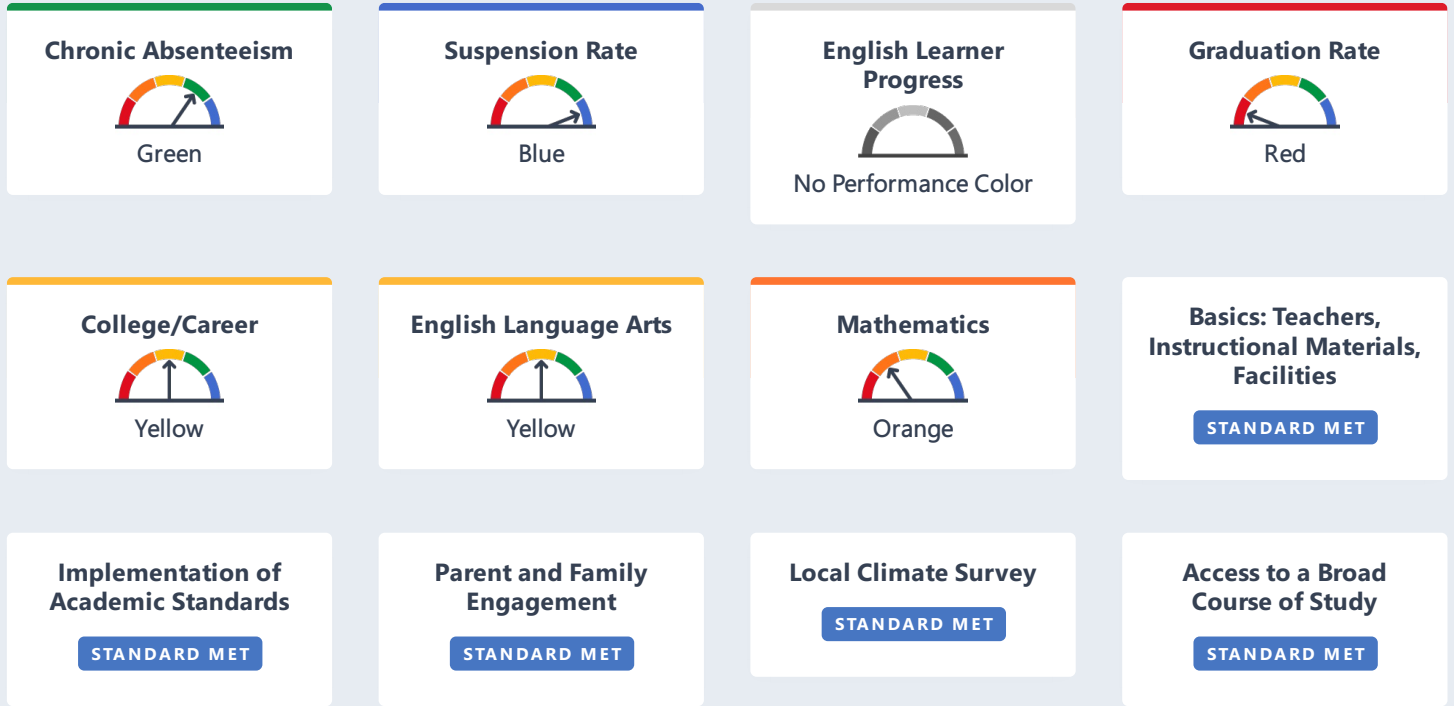 Chronic Absenteeism
Green
Suspension Rate
Blue
English Learner
Progress
No Performance Color
Graduation Rate
Red
College/Career
Yellow
English Language Arts
Yellow
Mathematics
Orange
Basics: Teachers,
Instructional Materials,
Facilities
STANDARD MET
Implementation of
Academic Standards
STANDARD MET
Parent and Family
Engagement
STANDARD MET
Local Climate Survey
STANDARD MET
Access to a Broad
Course of Study
STANDARD MET